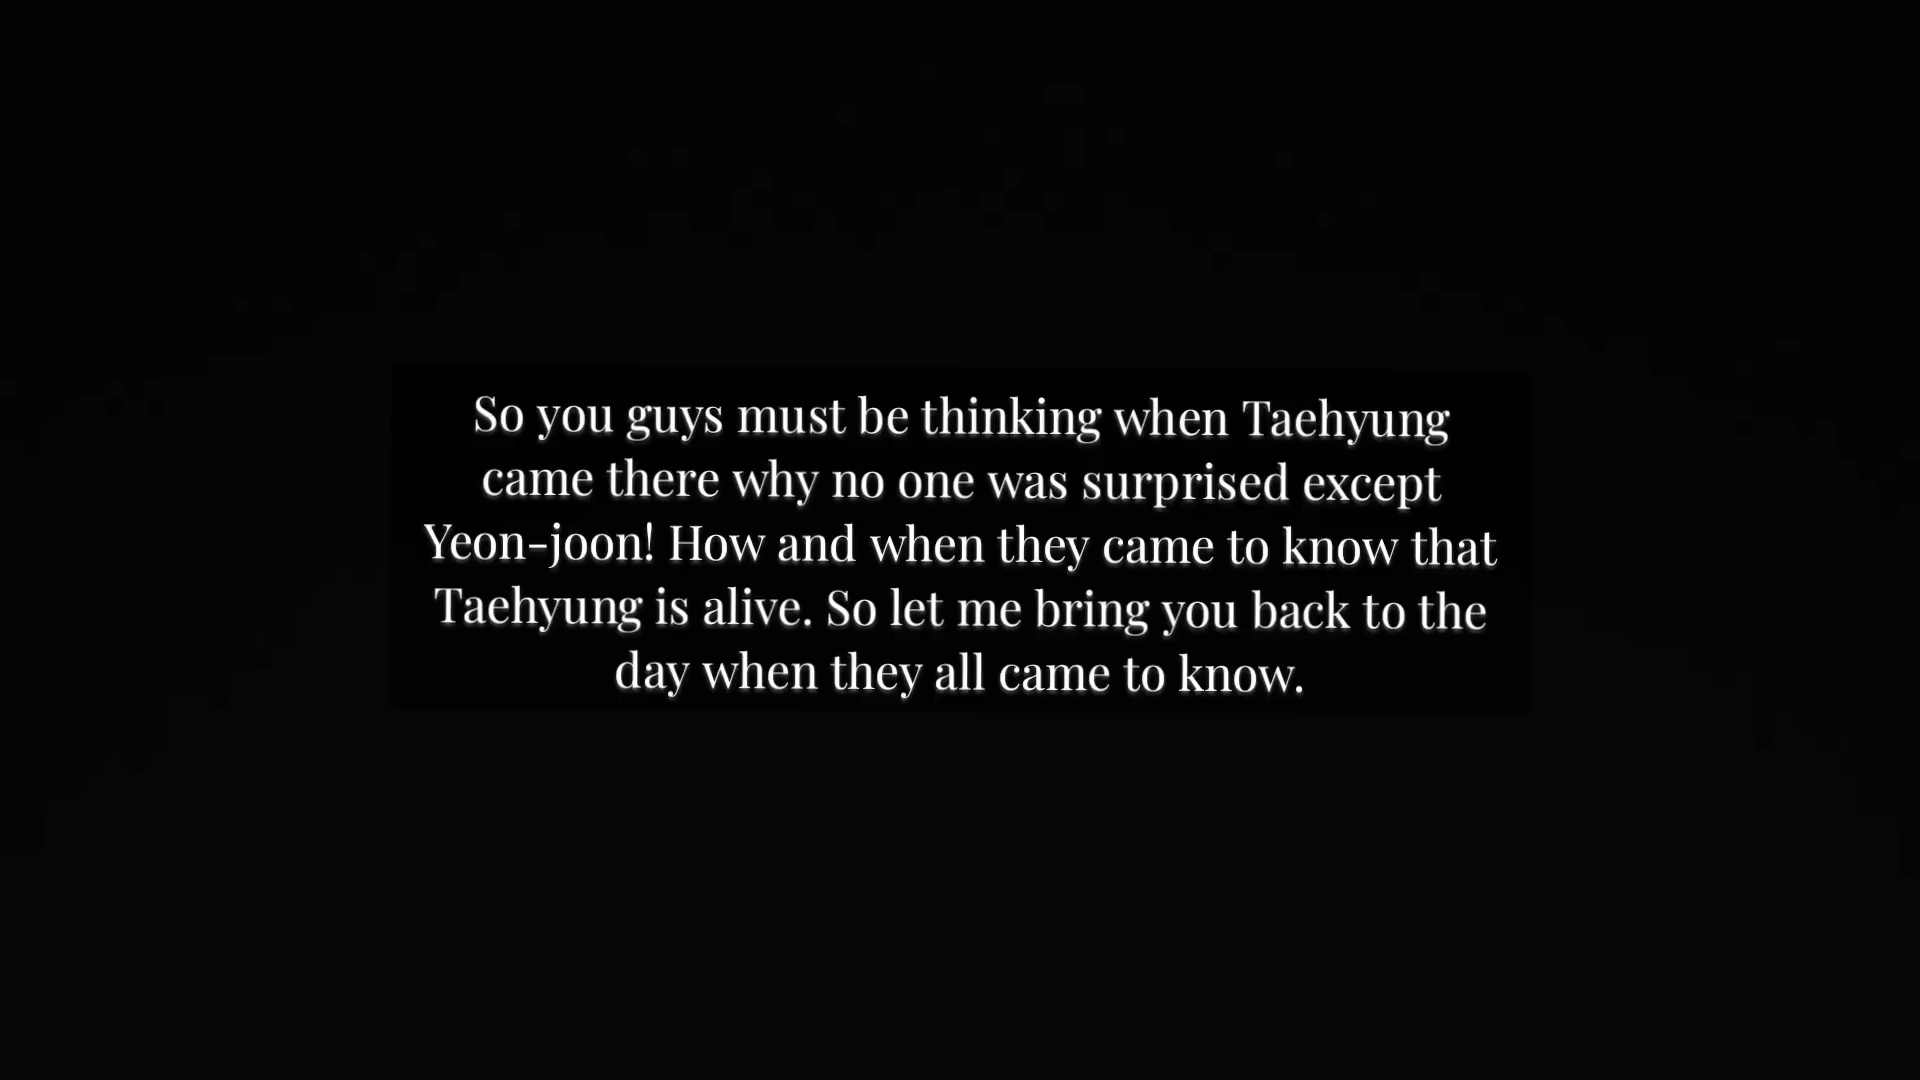 So you guys must be thinking when Taehyung
came there why no one was surprised except
Yeon-joon! How and when they came to know that
Taehyung is alive. So let me bring you back to the
day when they all came to know.